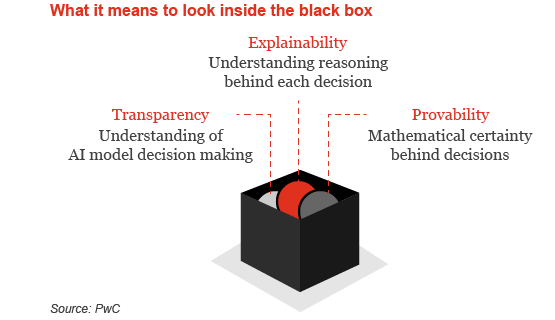 What it means to look inside the black box
Explainability
Understanding reasoning
behind each decision
Transparency
Understanding of
AI model decision making
Provability
Mathematical certainty
behind decisions
Source: PwC